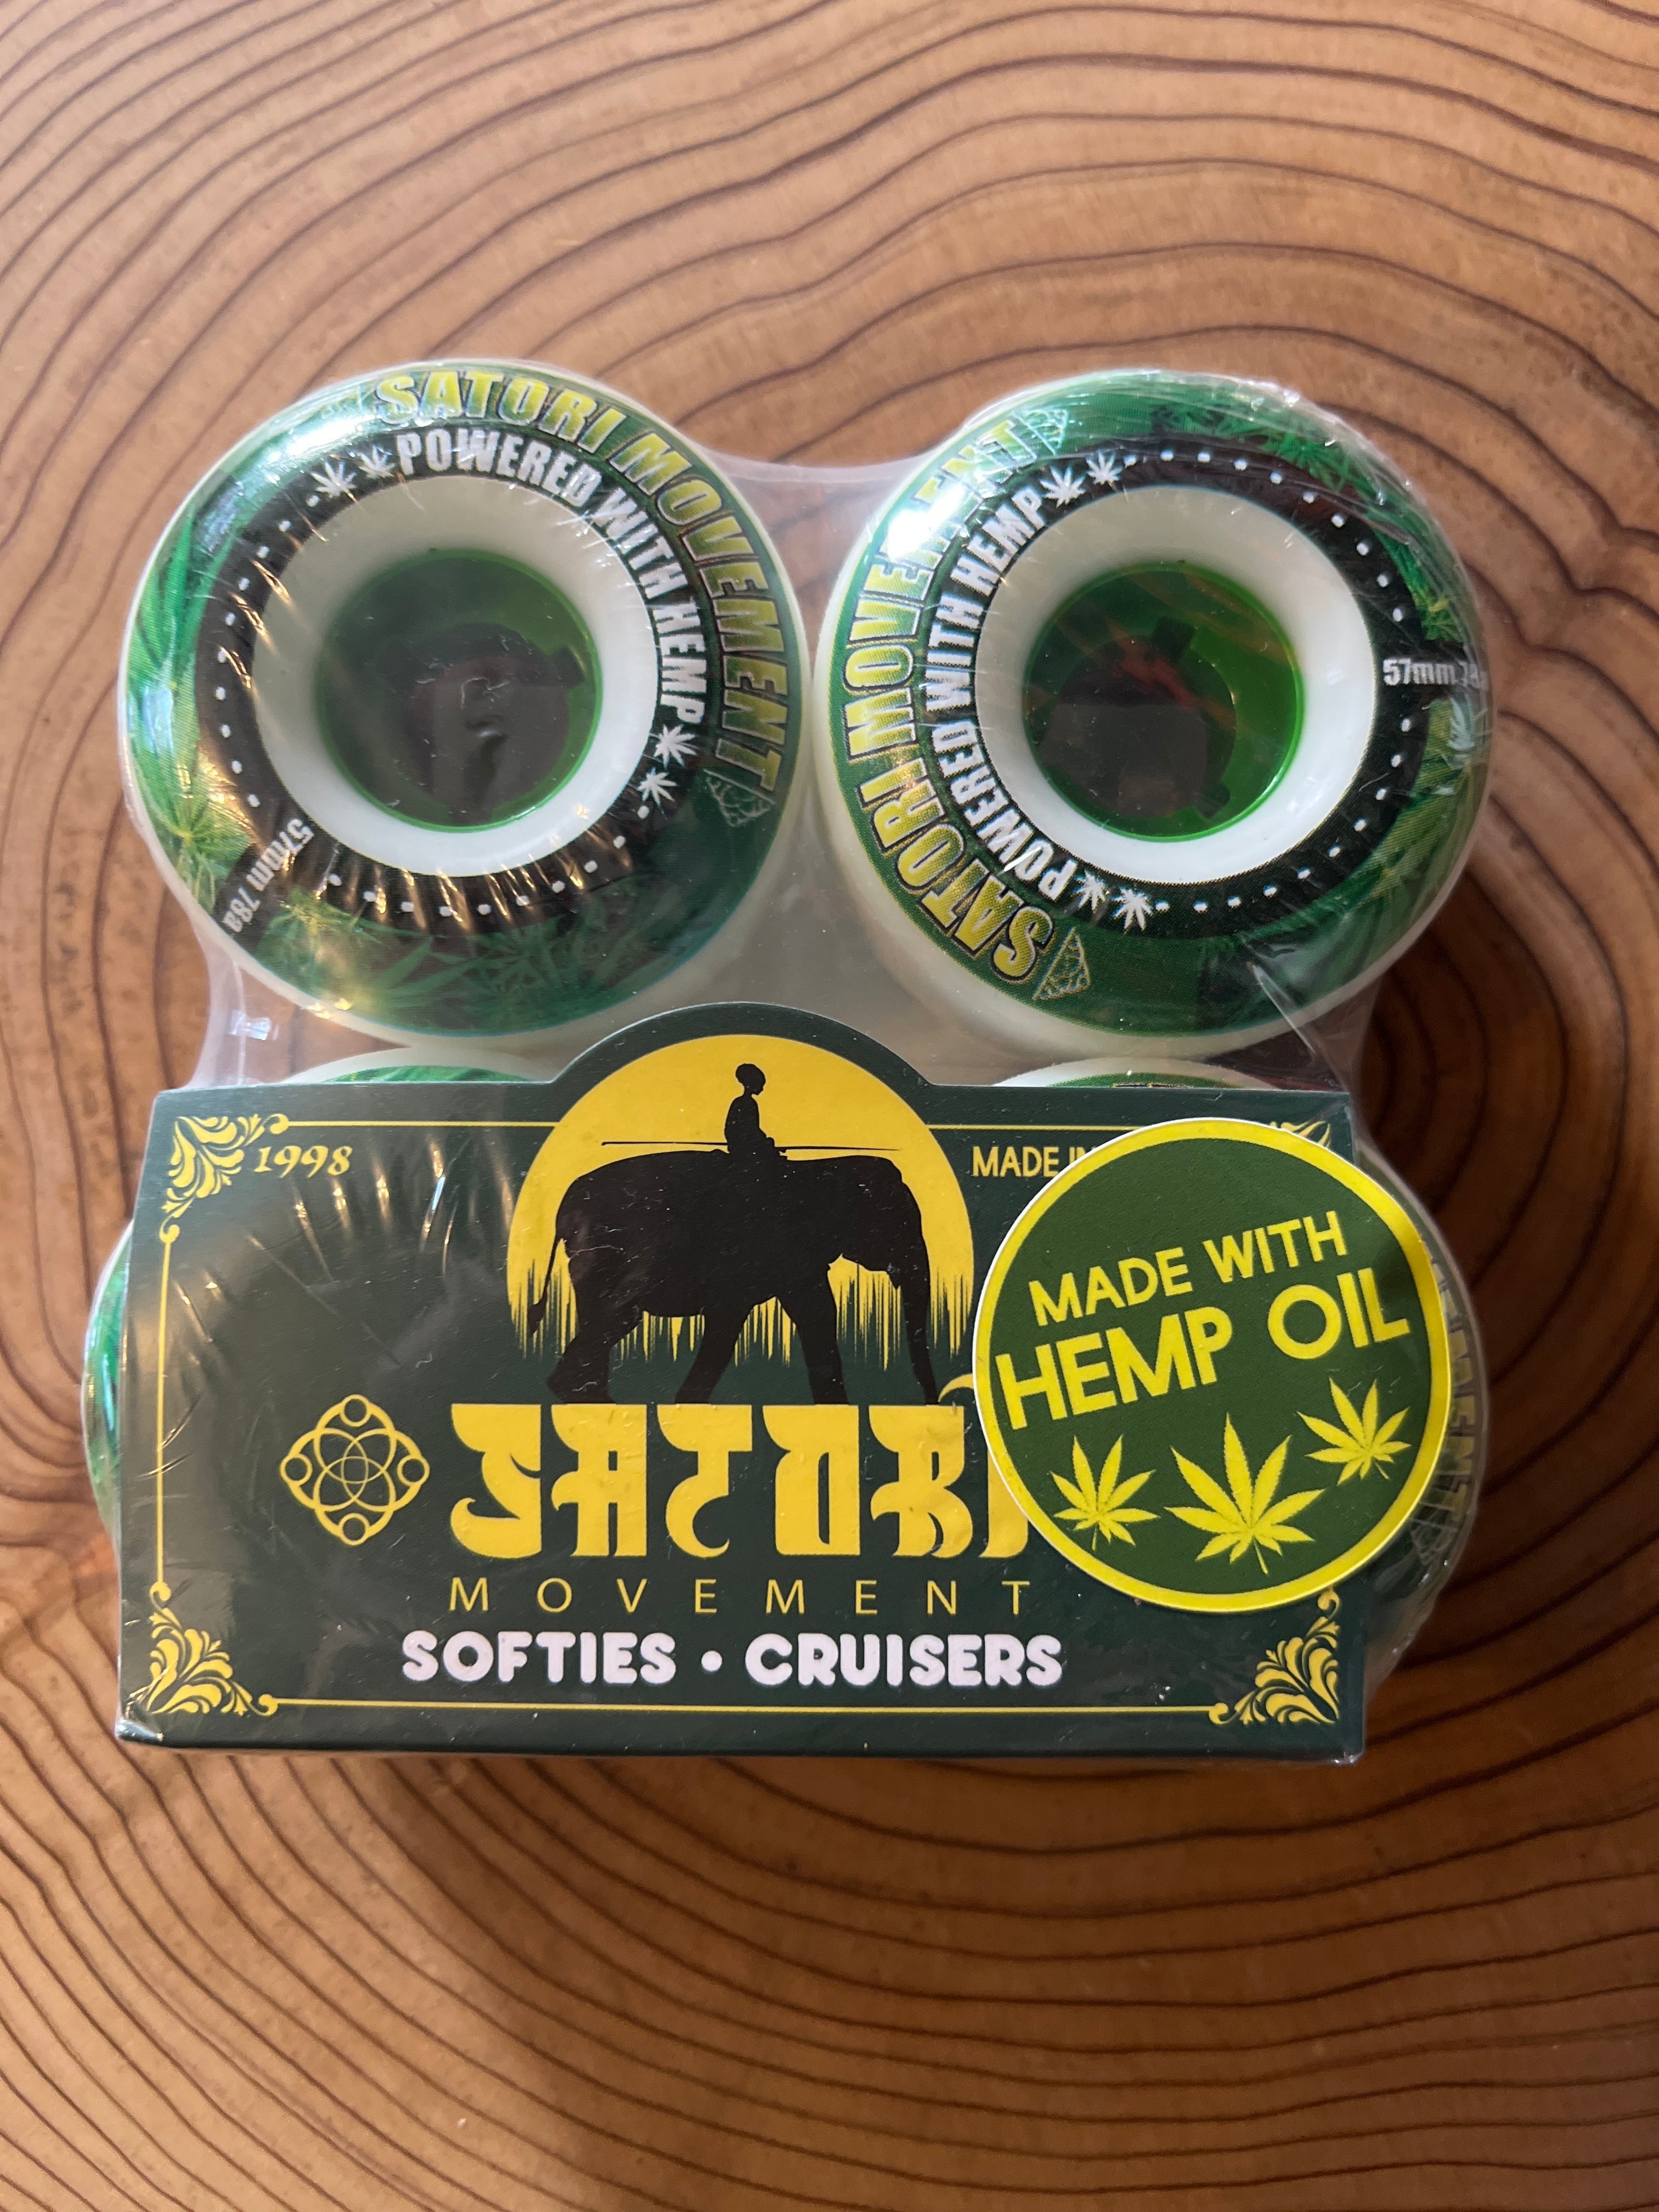 SATORI MOVEMENT
POWERED WITH HEMP
57mm 78a
SATORI MOVEMENT
POWERED WITH HEMP
57mm 78a
1998
MADE IN
MADE WITH
HEMP OIL
SATORI
MOVEMENT
SOFTIES • CRUISERS